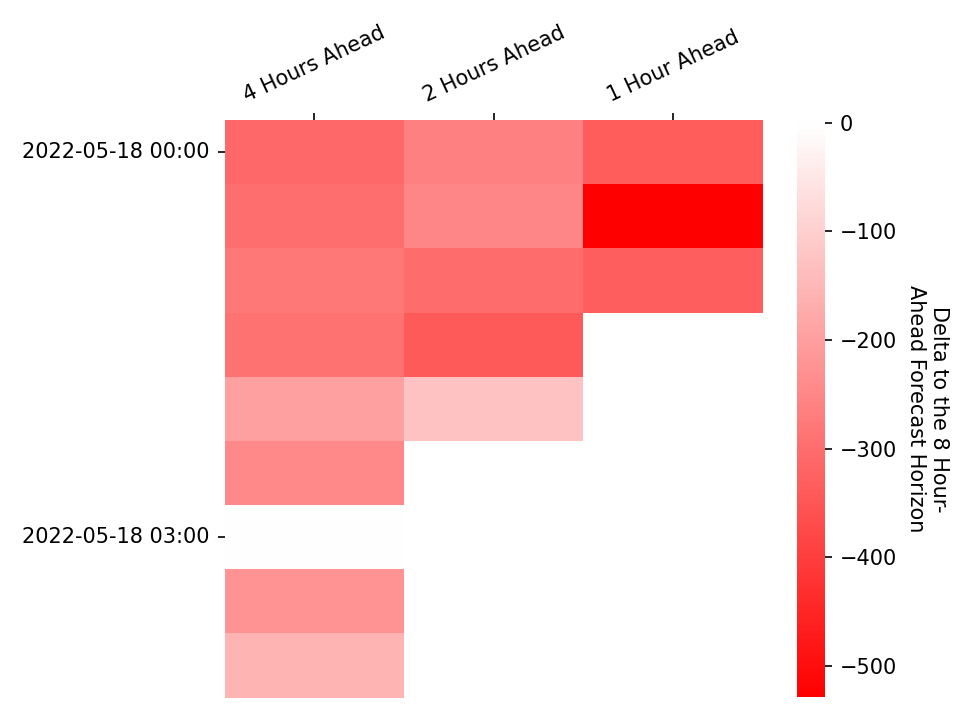 4 Hours Ahead
2 Hours Ahead
1 Hour Ahead
2022-05-18 00:00
2022-05-18 03:00
0
−100
−200
−300
−400
−500
Delta to the 8 Hour-
Ahead Forecast Horizon